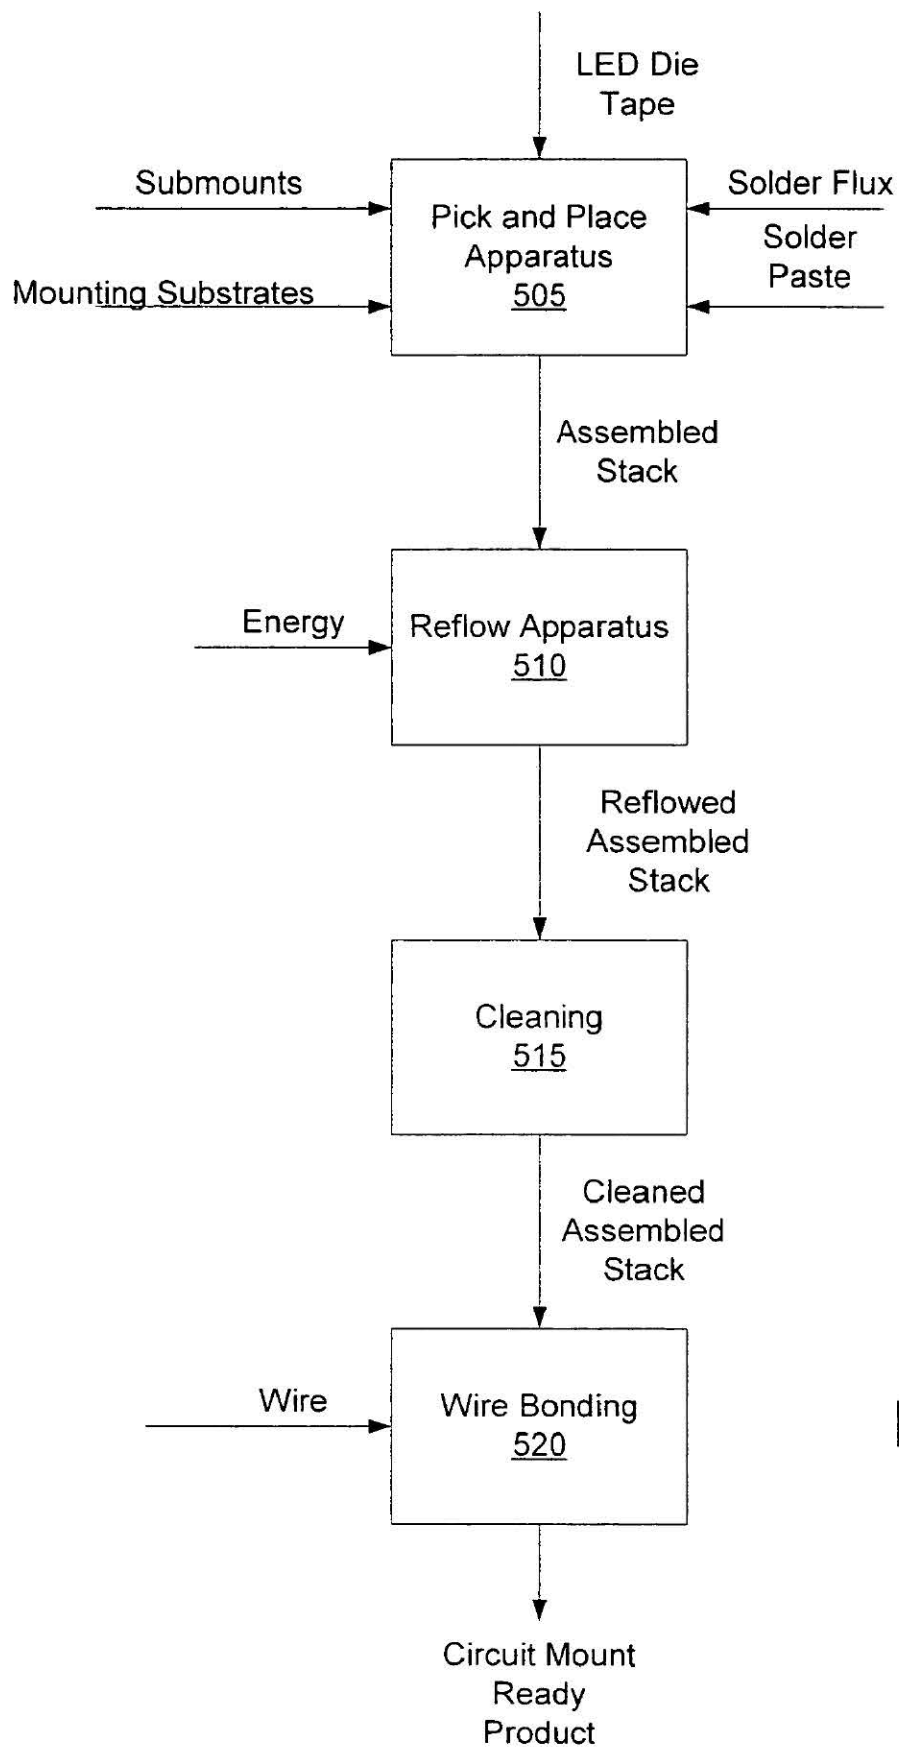 LED Die
Tape
Submounts
Solder Flux
Pick and Place
Apparatus
505
Solder
Paste
Mounting Substrates
Assembled
Stack
Energy
Reflow Apparatus
510
Reflowed
Assembled
Stack
Cleaning
515
Cleaned
Assembled
Stack
Wire
Wire Bonding
520
Circuit Mount
Ready
Product